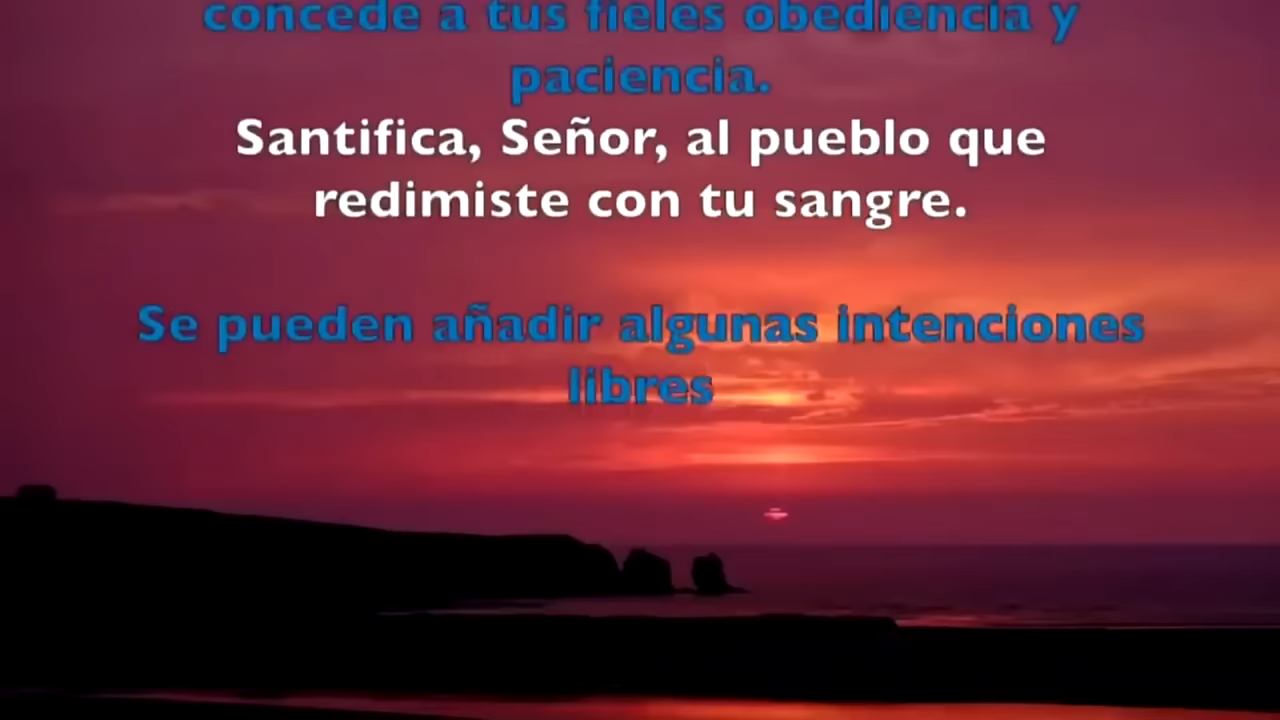 concede a tus fieles obediencia y
paciencia.
Santifica, Señor, al pueblo que
redimiste con tu sangre.
Se pueden añadir algunas intenciones
libres